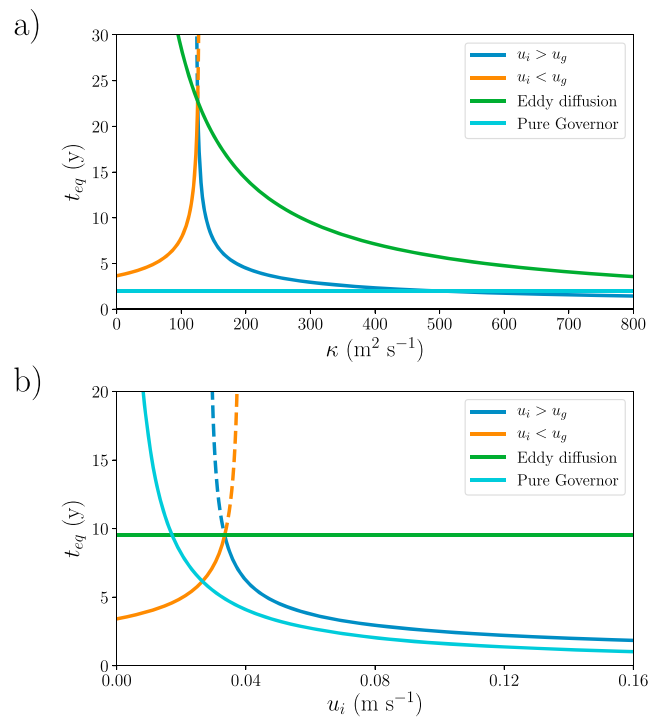 a)
30
25
20
15
10
5
0
t_eq (y)
u_i > u_g
u_i < u_g
Eddy diffusion
Pure Governor
0 100 200 300 400 500 600 700 800
κ (m² s⁻¹)
b)
20
15
10
5
0
t_eq (y)
u_i > u_g
u_i < u_g
Eddy diffusion
Pure Governor
0.00 0.04 0.08 0.12 0.16
u_i (m s⁻¹)